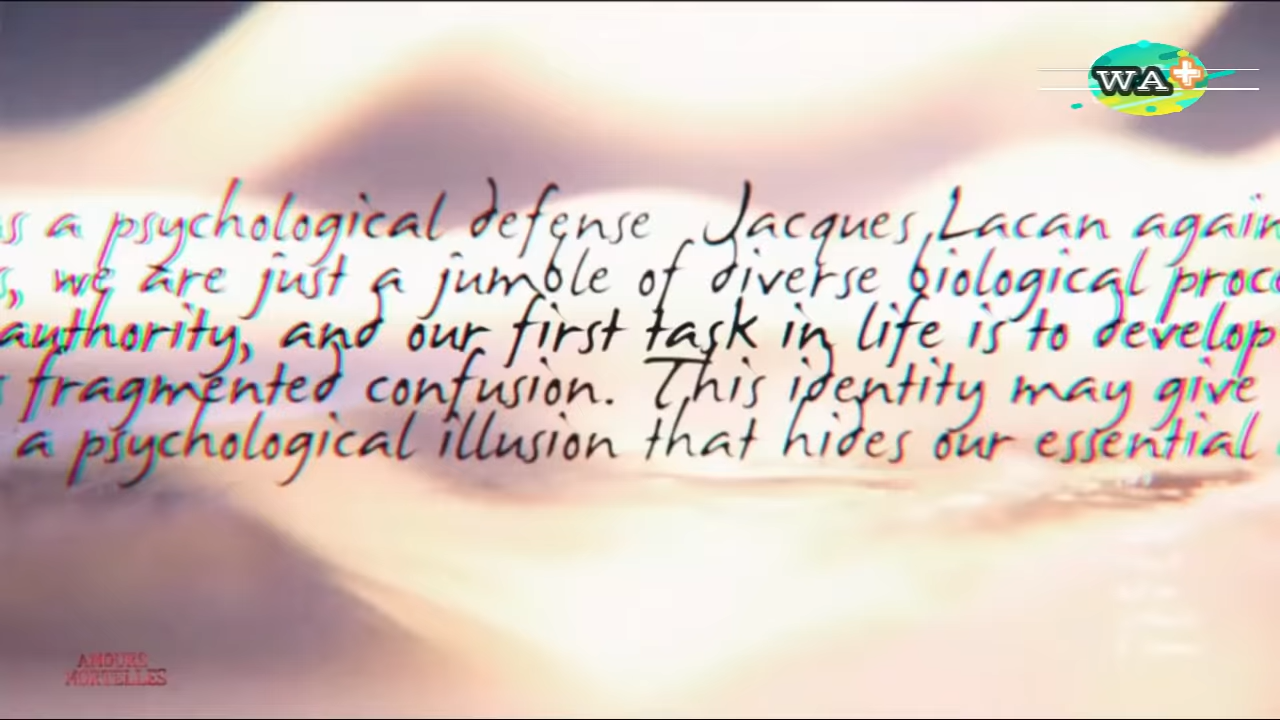 WA+
as a psychological defense Jacques Lacan again
we are just a jumble of diverse biological
authority, and our first task in life is to develop
fragmented confusion. This identity may give
a psychological illusion that hides our essential
AMOURS
MORTELLES